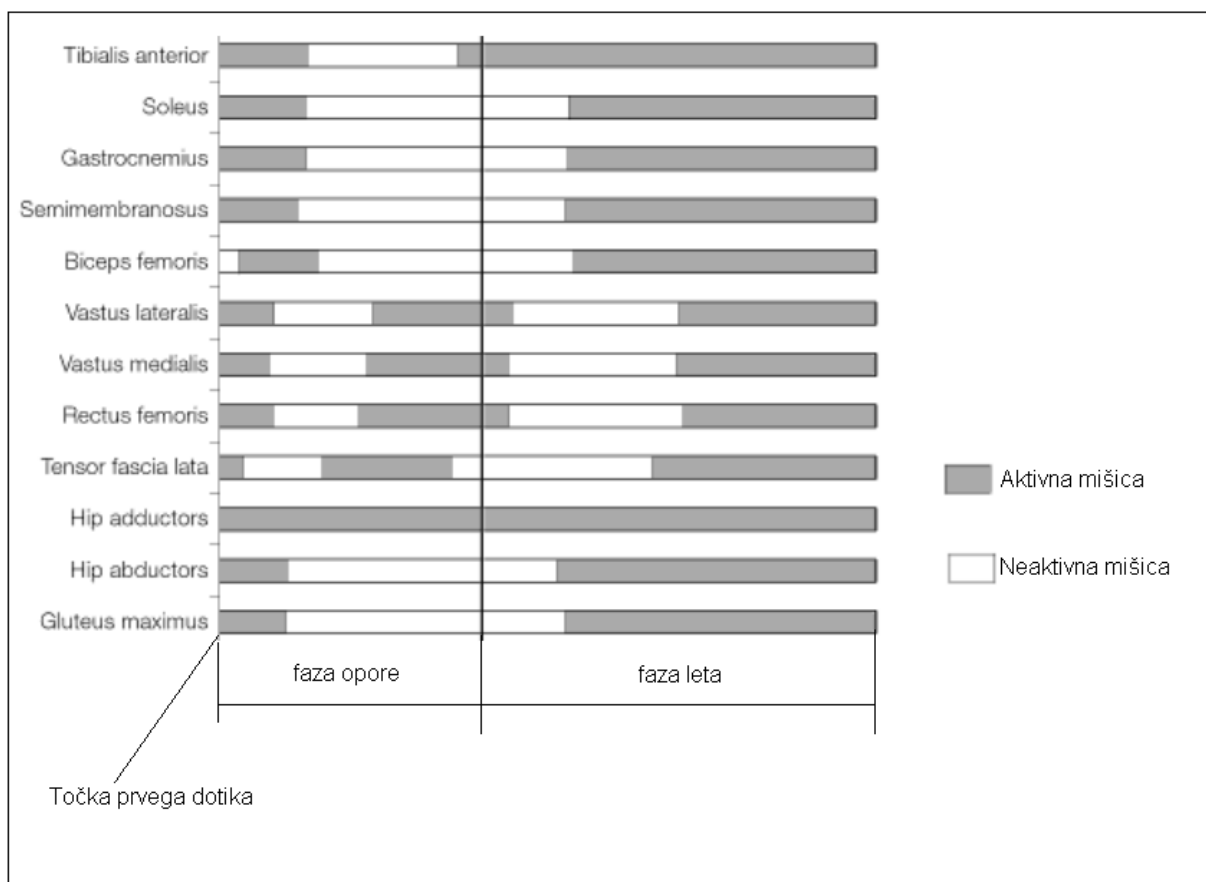 Tibialis anterior
Soleus
Gastrocnemius
Semimembranosus
Biceps femoris
Vastus lateralis
Vastus medialis
Rectus femoris
Tensor fascia lata
Hip adductors
Hip abductors
Gluteus maximus
Aktivna mišica
Neaktivna mišica
faza opore
faza leta
Točka prvega dotika